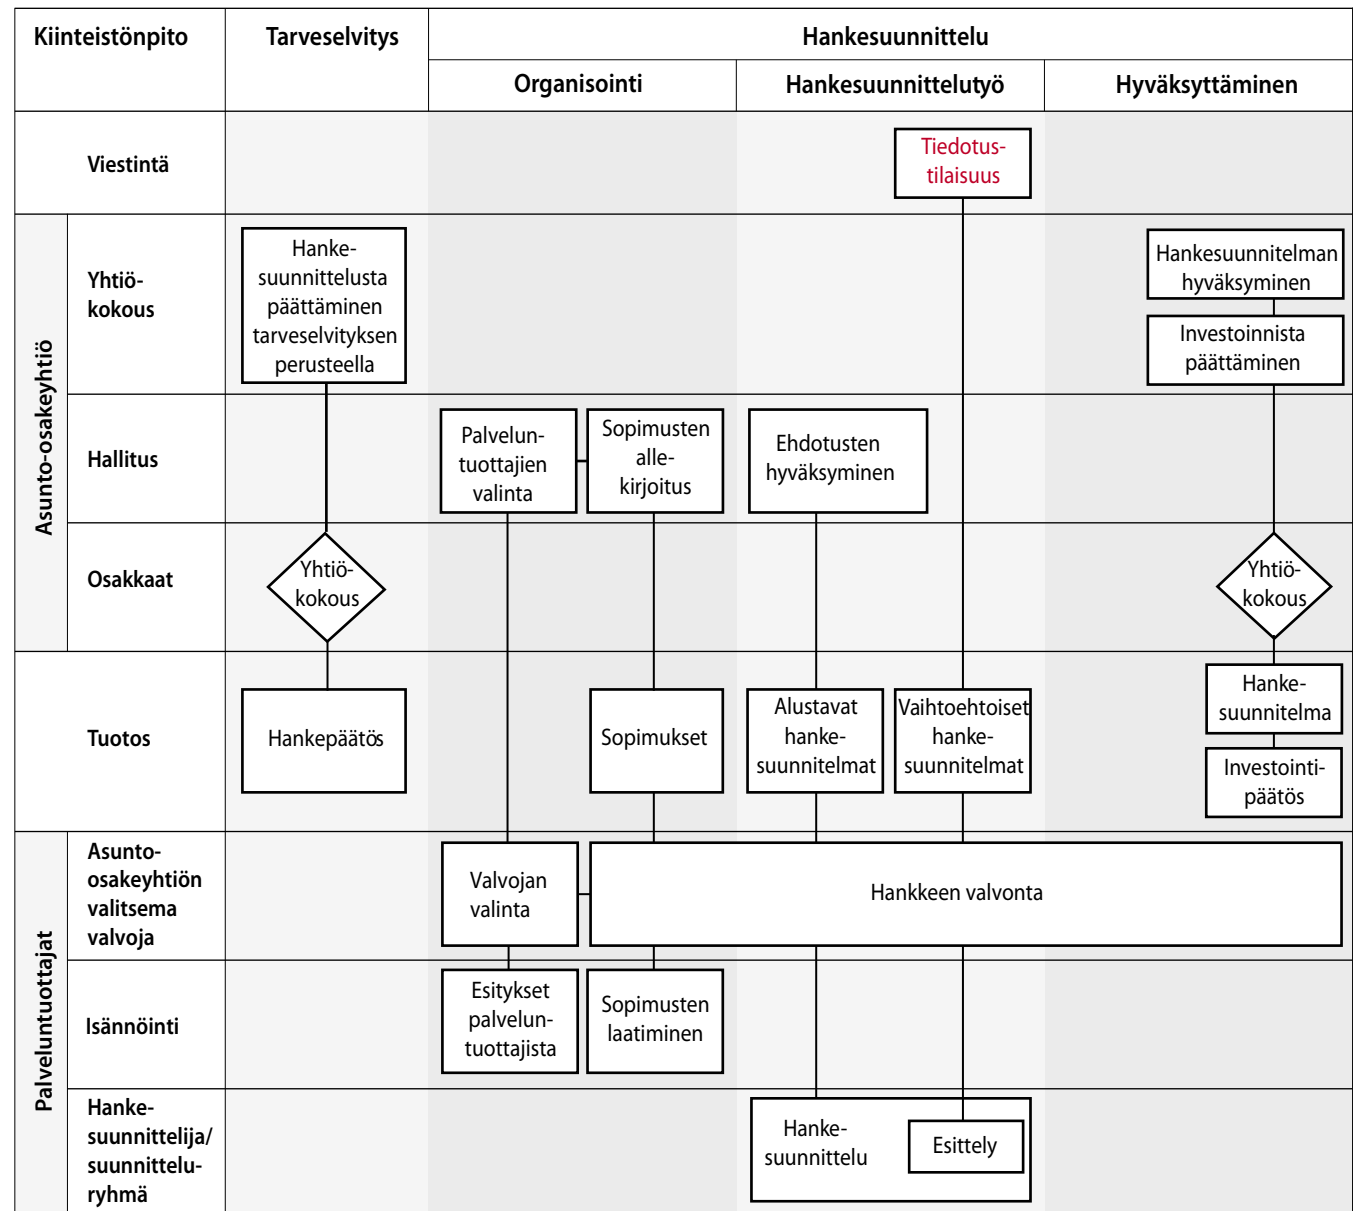 Kiinteistönpito
Tarveselvitys
Hankesuunnittelu
Organisointi
Hankesuunnittelutyö
Hyväksyttäminen
Viestintä
Tiedotus-
tilaisuus
Asunto-osakeyhtiö
Yhtiö-
kokous
Hanke-
suunnittelusta
päättäminen
tarveselvityksen
perusteella
Hankesuunnitelman
hyväksyminen
Investoinnista
päättäminen
Hallitus
Palvelun-
tuottajien
valinta
Sopimusten
alle-
kirjoitus
Ehdotusten
hyväksyminen
Osakkaat
Yhtiö-
kokous
Yhtiö-
kokous
Tuotos
Hankepäätös
Sopimukset
Alustavat
hanke-
suunnitelmat
Vaihtoehtoiset
hanke-
suunnitelmat
Hanke-
suunnitelma
Investointi-
päätös
Palveluntuottajat
Asunto-
osakeyhtiön
valitsema
valvoja
Valvojan
valinta
Hankkeen valvonta
Isännöinti
Esitykset
palvelun-
tuottajista
Sopimusten
laatiminen
Hanke-
suunnittelija/
suunnittelu-
ryhmä
Hanke-
suunnittelu
Esittely